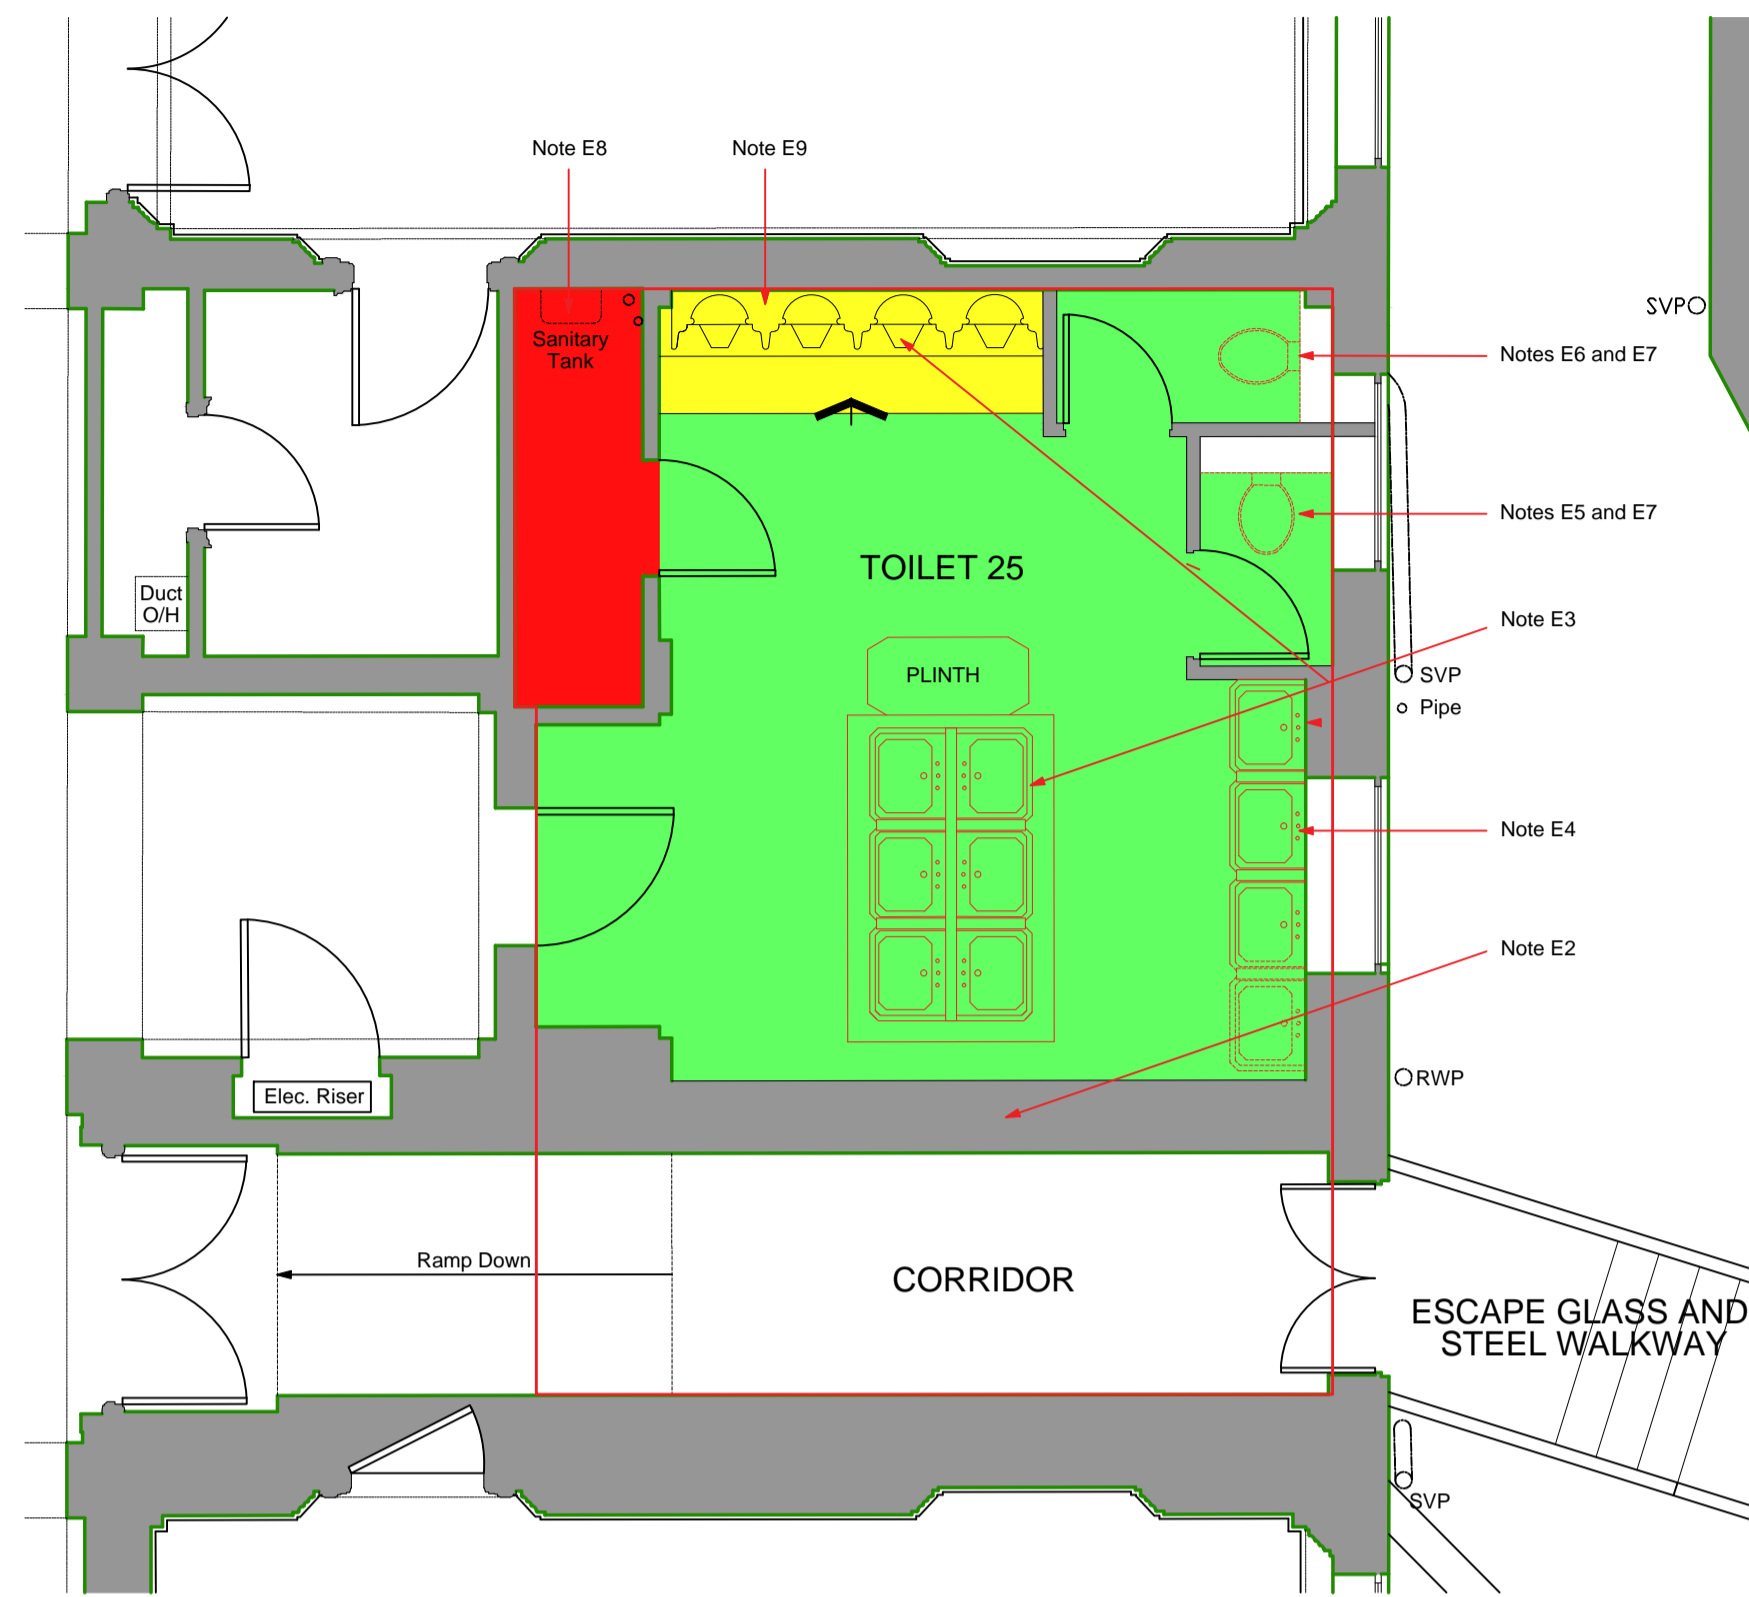 Note E8
Note E9
Sanitary
Tank
SVP
Notes E6 and E7
Notes E5 and E7
TOILET 25
Duct
O/H
Note E3
PLINTH
SVP
Pipe
Note E4
Note E2
Elec. Riser
RWP
Ramp Down
CORRIDOR
ESCAPE GLASS AND
STEEL WALKWAY
SVP